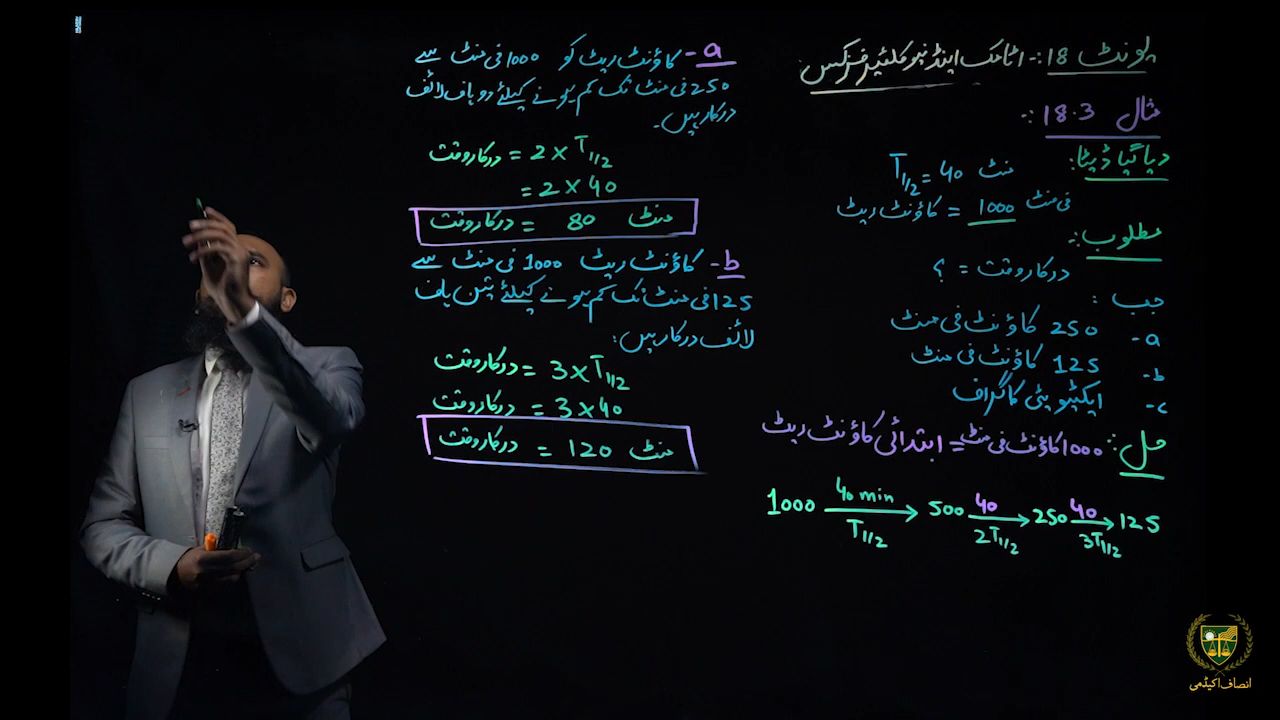 یونٹ 18:- اٹامک اینڈ نیوکلئیر فزکس
مثال 18.3:-
دیا گیا ڈیٹا:
T1/2 = 40 منٹ
کاؤنٹ ریٹ = 1000 فی منٹ
مطلوب:-
درکار وقت = ؟
جب :
a- 250 کاؤنٹ فی منٹ
b- 125 کاؤنٹ فی منٹ
c- ایکٹیویٹی کا گراف
حل:
ابتدائی کاؤنٹ ریٹ = 1000 کاؤنٹ فی منٹ
1000 40 min 500 40 250 40 125
T1/2 2T1/2 3T1/2
a- کاؤنٹ ریٹ کو 1000 فی منٹ سے
250 فی منٹ تک کم ہونے کیلئے دو ہاف لائف
درکار ہیں۔
درکار وقت = 2 × T1/2
= 2 × 40
درکار وقت = 80 منٹ
b- کاؤنٹ ریٹ 1000 فی منٹ سے
125 فی منٹ تک کم ہونے کیلئے تین ہاف
لائف درکار ہیں:
درکار وقت = 3 × T1/2
درکار وقت = 3 × 40
درکار وقت = 120 منٹ
انصاف اکیڈمی